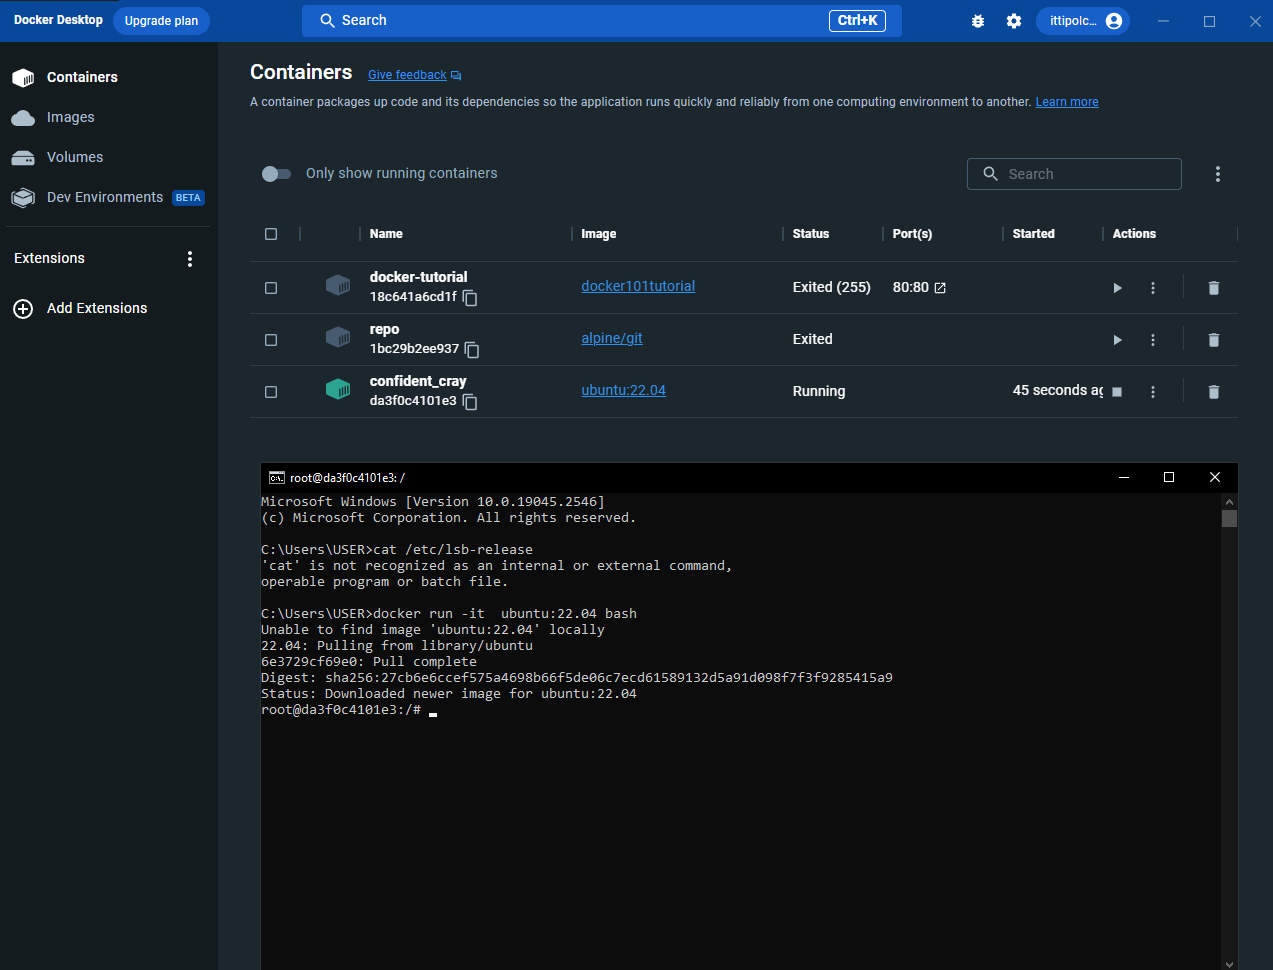 Docker Desktop Upgrade plan Search Ctrl+K ittipolc...
Containers
Images
Volumes
Dev Environments BETA
Extensions
Add Extensions
Containers Give feedback
A container packages up code and its dependencies so the application runs quickly and reliably from one computing environment to another. Learn more
Only show running containers Search
Name Image Status Port(s) Started Actions
docker-tutorial
18c641a6cd1f docker101tutorial Exited (255) 80:80
repo
1bc29b2ee937 alpine/git Exited
confident_cray
da3f0c4101e3 ubuntu:22.04 Running 45 seconds ag
root@da3f0c4101e3: /
Microsoft Windows [Version 10.0.19045.2546]
(c) Microsoft Corporation. All rights reserved.
C:\Users\USER>cat /etc/lsb-release
'cat' is not recognized as an internal or external command,
operable program or batch file.
C:\Users\USER>docker run -it  ubuntu:22.04 bash
Unable to find image 'ubuntu:22.04' locally
22.04: Pulling from library/ubuntu
6e3729cf69e0: Pull complete
Digest: sha256:27cb6e6ccef575a4698b66f5de06c7ecd61589132d5a91d098f7f3f9285415a9
Status: Downloaded newer image for ubuntu:22.04
root@da3f0c4101e3:/#